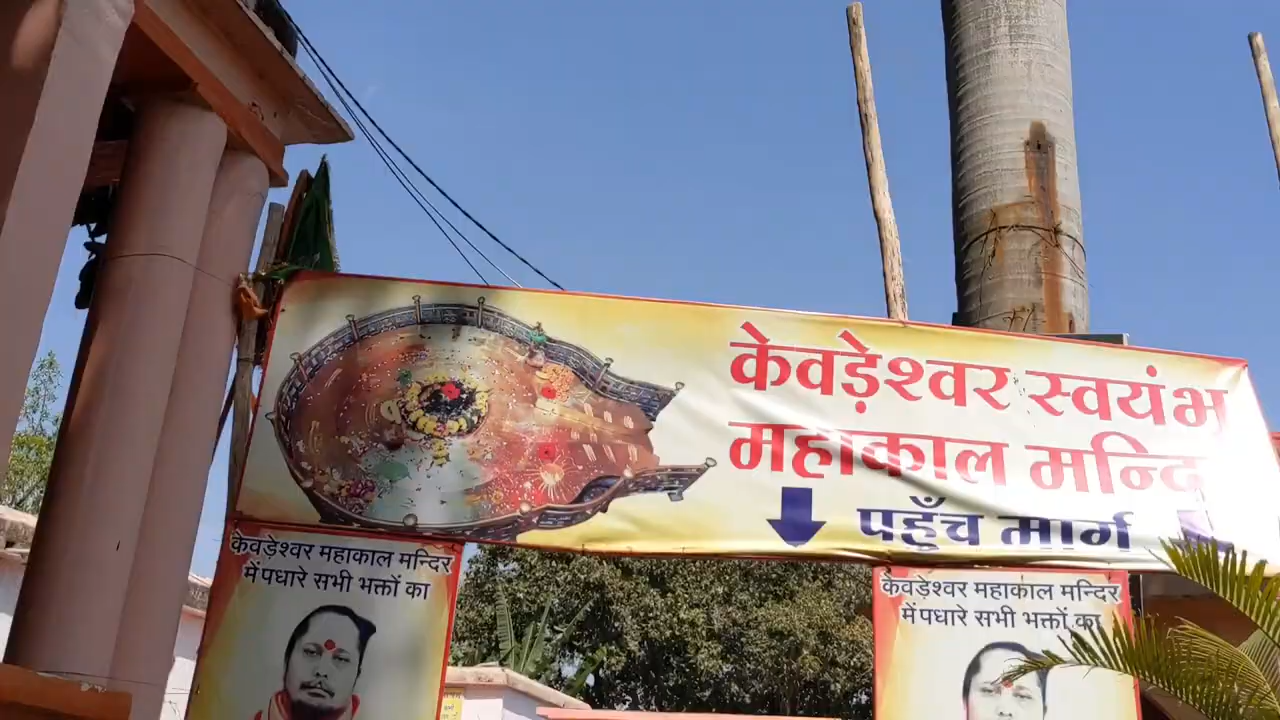 केवड़ेश्वर स्वयंभू
महाकाल मन्दिर
पहुँच मार्ग
केवड़ेश्वर महाकाल मन्दिर
में पधारे सभी भक्तों का
केवड़ेश्वर महाकाल मन्दिर
में पधारे सभी भक्तों का